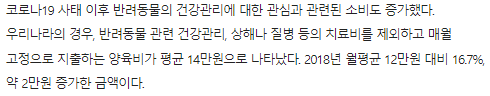 코로나19 사태 이후 반려동물의 건강관리에 대한 관심과 관련된 소비도 증가했다.
우리나라의 경우, 반려동물 관련 건강관리, 상해나 질병 등의 치료비를 제외하고 매월
고정으로 지출하는 양육비가 평균 14만원으로 나타났다. 2018년 월평균 12만원 대비 16.7%,
약 2만원 증가한 금액이다.